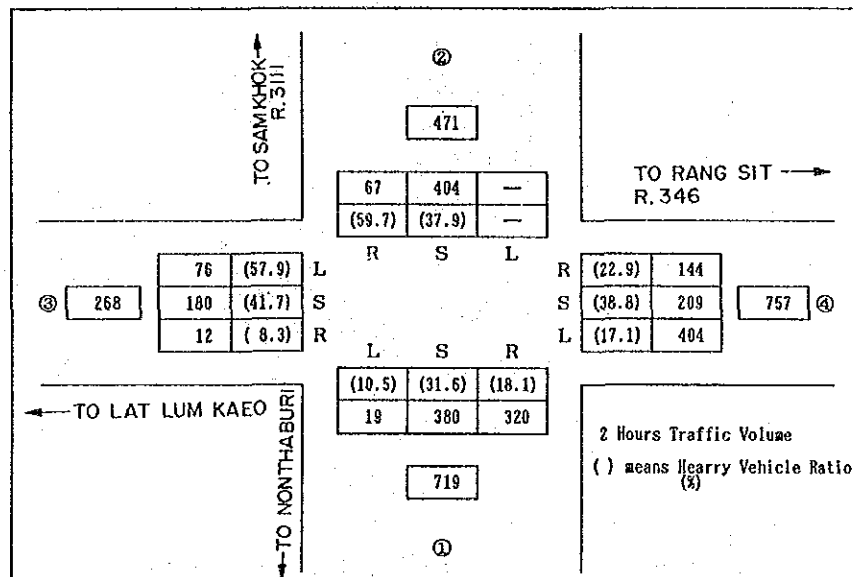 ②
TO SAMKHOK
R.3111
471
TO RANG SIT
R. 346
67 404 —
(59.7) (37.9) —
R S L
76 (57.9) L
③ 268 180 (41.7) S
12 ( 8.3) R
R (22.9) 144
S (38.8) 209 757 ④
L (17.1) 404
L S R
(10.5) (31.6) (18.1)
19 380 320
TO LAT LUM KAEO
TO NONTHABURI
719
①
2 Hours Traffic Volume
( ) means Hearry Vehicle Ratio
(%)